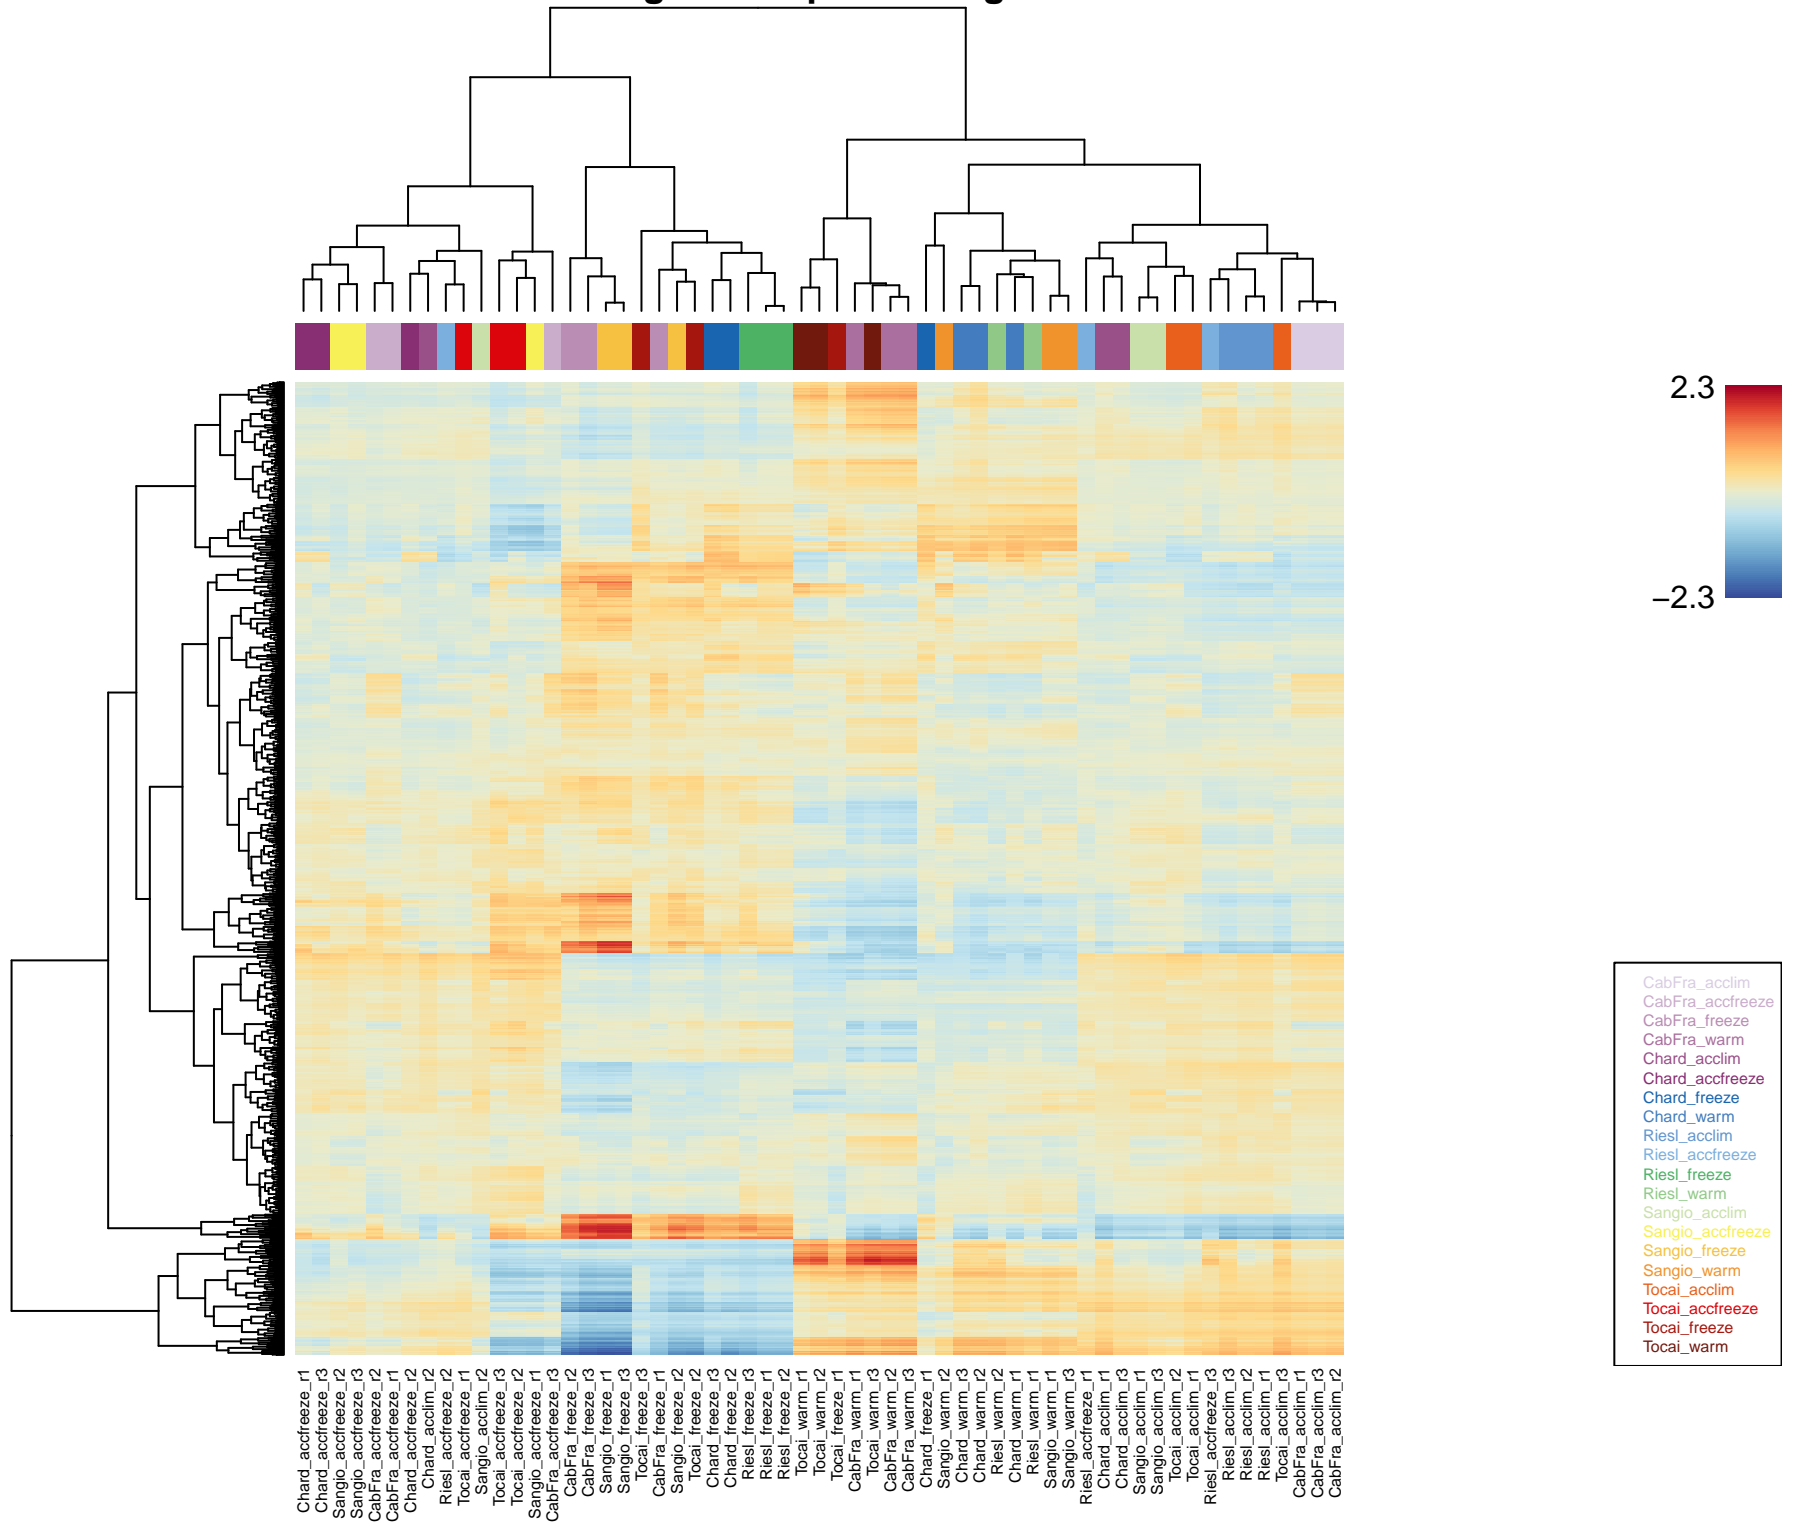 2.3
−2.3
CabFra_acclim
CabFra_accfreeze
CabFra_freeze
CabFra_warm
Chard_acclim
Chard_accfreeze
Chard_freeze
Chard_warm
Riesl_acclim
Riesl_accfreeze
Riesl_freeze
Riesl_warm
Sangio_acclim
Sangio_accfreeze
Sangio_freeze
Sangio_warm
Tocai_acclim
Tocai_accfreeze
Tocai_freeze
Tocai_warm
Chard_accfreeze_r1
Chard_accfreeze_r3
Sangio_accfreeze_r2
Sangio_accfreeze_r3
CabFra_accfreeze_r2
CabFra_accfreeze_r1
Chard_accfreeze_r2
Chard_acclim_r2
Riesl_accfreeze_r2
Tocai_accfreeze_r1
Sangio_acclim_r2
Tocai_accfreeze_r3
Tocai_accfreeze_r2
Sangio_accfreeze_r1
CabFra_accfreeze_r3
CabFra_freeze_r2
CabFra_freeze_r3
Sangio_freeze_r1
Sangio_freeze_r3
Tocai_freeze_r3
CabFra_freeze_r1
Sangio_freeze_r2
Tocai_freeze_r2
Chard_freeze_r3
Chard_freeze_r2
Riesl_freeze_r3
Riesl_freeze_r1
Riesl_freeze_r2
Tocai_warm_r1
Tocai_warm_r2
Tocai_freeze_r1
CabFra_warm_r1
Tocai_warm_r3
CabFra_warm_r2
CabFra_warm_r3
Chard_freeze_r1
Sangio_warm_r2
Chard_warm_r3
Chard_warm_r2
Riesl_warm_r2
Chard_warm_r1
Riesl_warm_r1
Sangio_warm_r1
Sangio_warm_r3
Riesl_accfreeze_r1
Chard_acclim_r1
Chard_acclim_r3
Sangio_acclim_r1
Sangio_acclim_r3
Tocai_acclim_r2
Tocai_acclim_r1
Riesl_accfreeze_r3
Riesl_acclim_r3
Riesl_acclim_r2
Riesl_acclim_r1
Tocai_acclim_r3
CabFra_acclim_r1
CabFra_acclim_r3
CabFra_acclim_r2